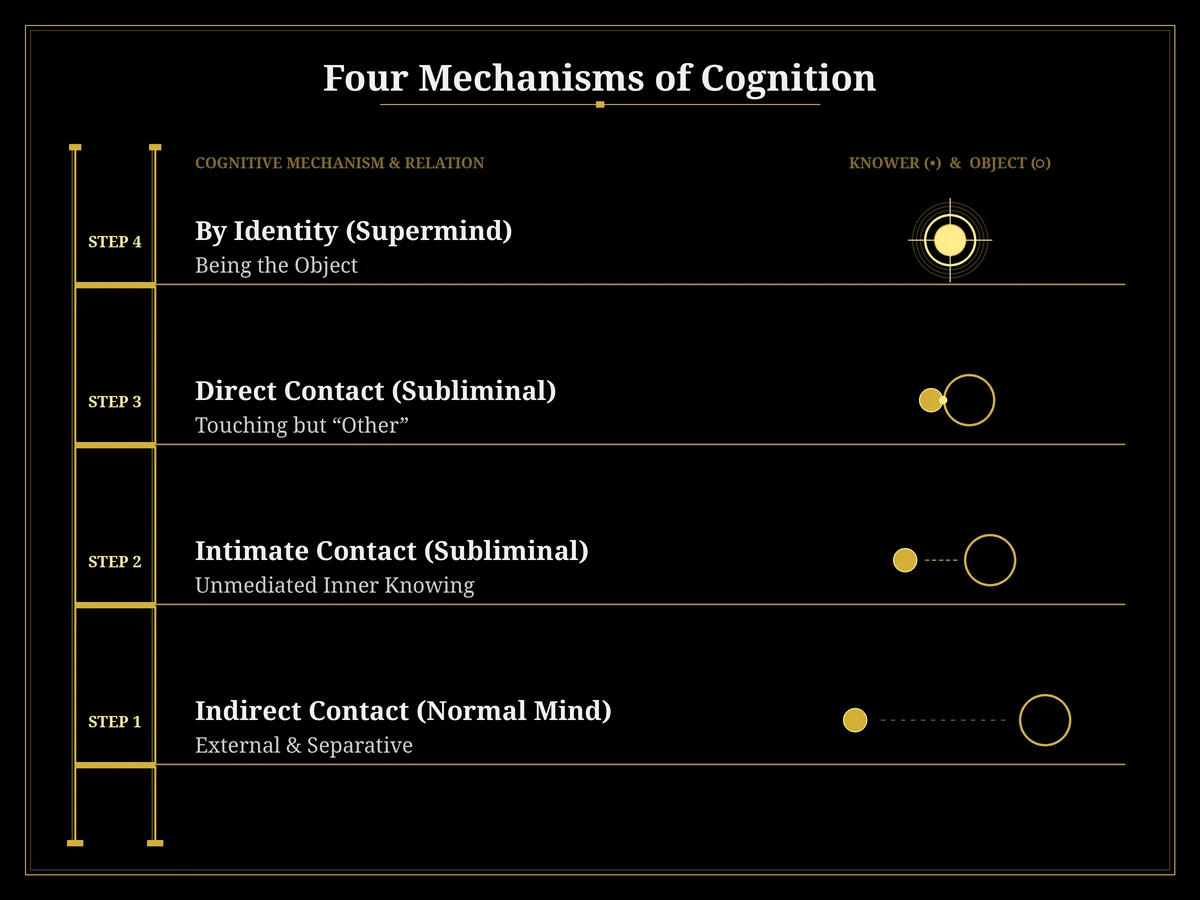 Four Mechanisms of Cognition
COGNITIVE MECHANISM & RELATION
KNOWER (•) & OBJECT (○)
STEP 4
By Identity (Supermind)
Being the Object
STEP 3
Direct Contact (Subliminal)
Touching but “Other”
STEP 2
Intimate Contact (Subliminal)
Unmediated Inner Knowing
STEP 1
Indirect Contact (Normal Mind)
External & Separative